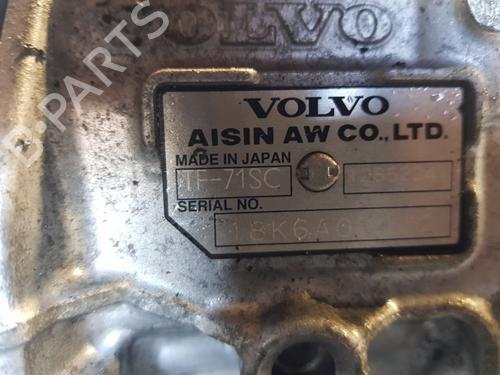 VOLVO
VOLVO
AISIN AW CO., LTD.
MADE IN JAPAN
TF-71SC
SERIAL NO.
B-PARTS